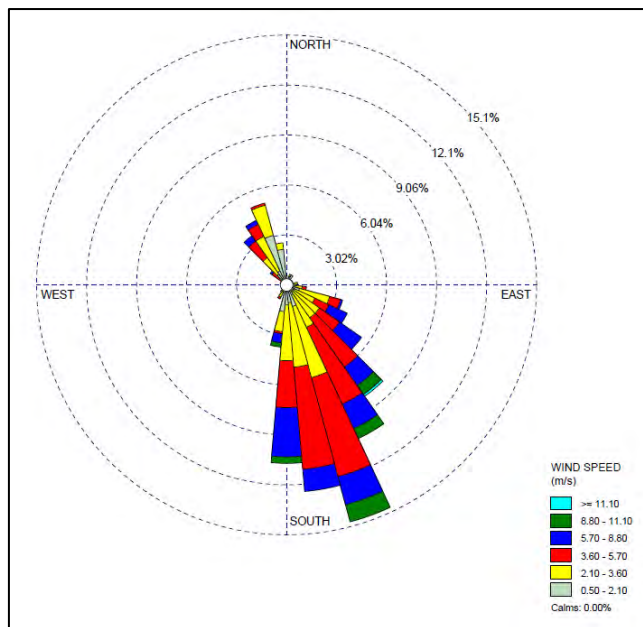 NORTH
15.1%
12.1%
9.06%
6.04%
3.02%
WEST
EAST
SOUTH
WIND SPEED
(m/s)
>= 11.10
8.80 - 11.10
5.70 - 8.80
3.60 - 5.70
2.10 - 3.60
0.50 - 2.10
Calms: 0.00%